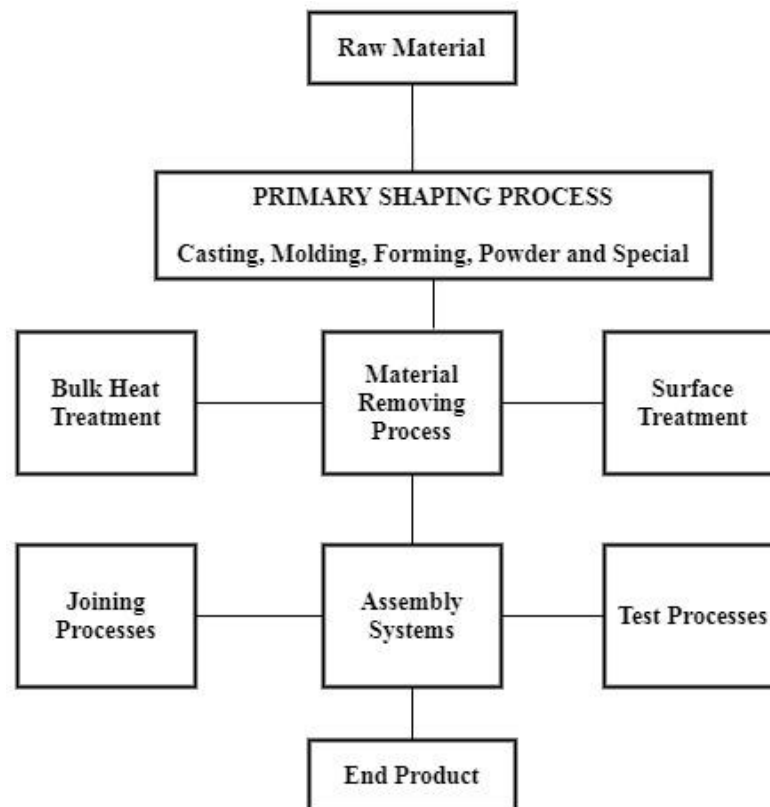 Raw Material
PRIMARY SHAPING PROCESS
Casting, Molding, Forming, Powder and Special
Bulk Heat
Treatment
Material
Removing
Process
Surface
Treatment
Joining
Processes
Assembly
Systems
Test Processes
End Product